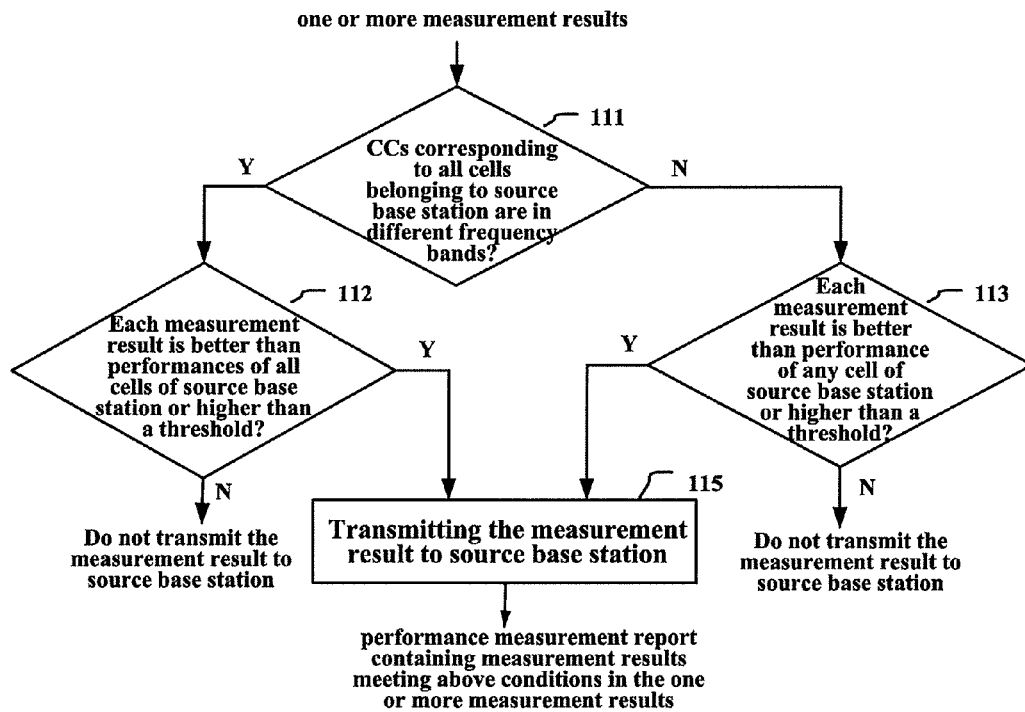 one or more measurement results
111
CCs corresponding
to all cells
belonging to source
base station are in
different frequency
bands?
Y
N
112
Each measurement
result is better than
performances of all
cells of source base
station or higher than
a threshold?
Y
N
113
Each
measurement
result is better
than performance
of any cell of
source base station
or higher than a
threshold?
Y
N
Do not transmit the
measurement result to
source base station
115
Transmitting the measurement
result to source base station
Do not transmit the
measurement result to
source base station
performance measurement report
containing measurement results
meeting above conditions in the one
or more measurement results